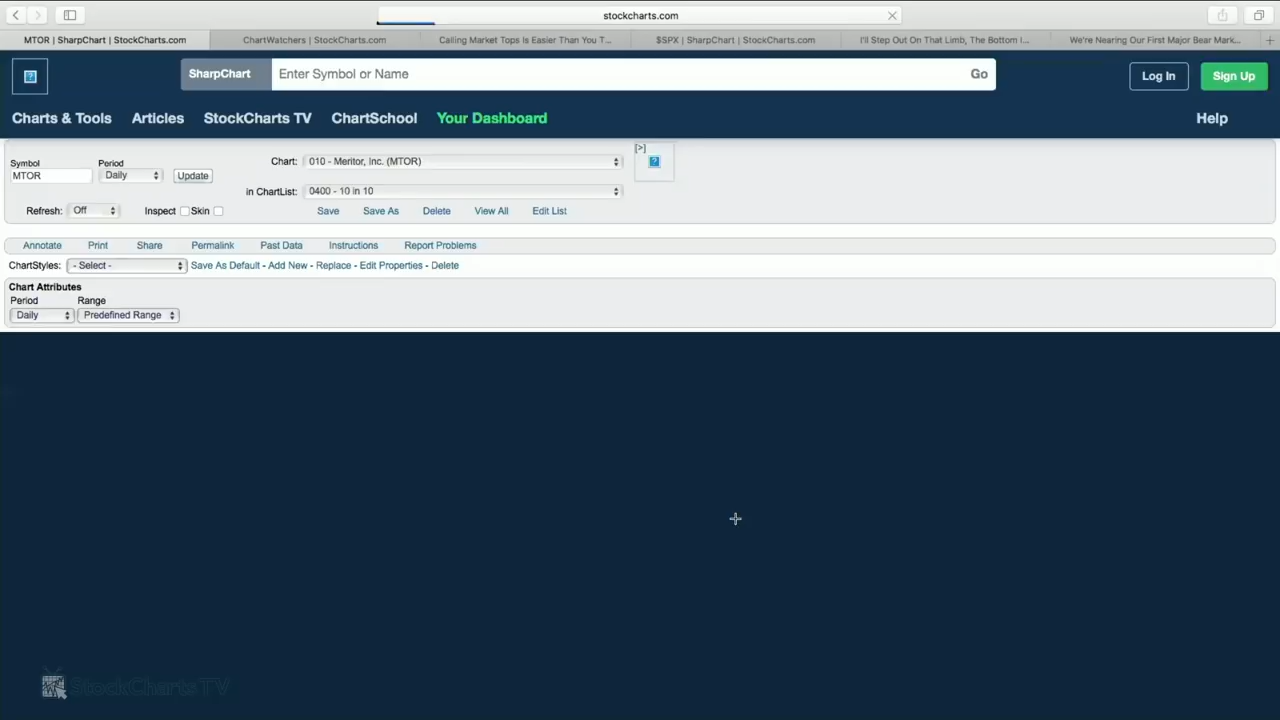 stockcharts.com
MTOR | SharpChart | StockCharts.com
ChartWatchers | StockCharts.com
Calling Market Tops Is Easier Than You T...
$SPX | SharpChart | StockCharts.com
I'll Step Out On That Limb, The Bottom I...
We're Nearing Our First Major Bear Mark...
SharpChart
Enter Symbol or Name
Go
Log In
Sign Up
Charts & Tools
Articles
StockCharts TV
ChartSchool
Your Dashboard
Help
Symbol
Period
MTOR
Daily
Update
Chart:
010 - Meritor, Inc. (MTOR)
[>]
in ChartList:
0400 - 10 in 10
Refresh:
Off
Inspect
Skin
Save
Save As
Delete
View All
Edit List
Annotate
Print
Share
Permalink
Past Data
Instructions
Report Problems
ChartStyles:
- Select -
Save As Default - Add New - Replace - Edit Properties - Delete
Chart Attributes
Period
Range
Daily
Predefined Range
StockCharts TV